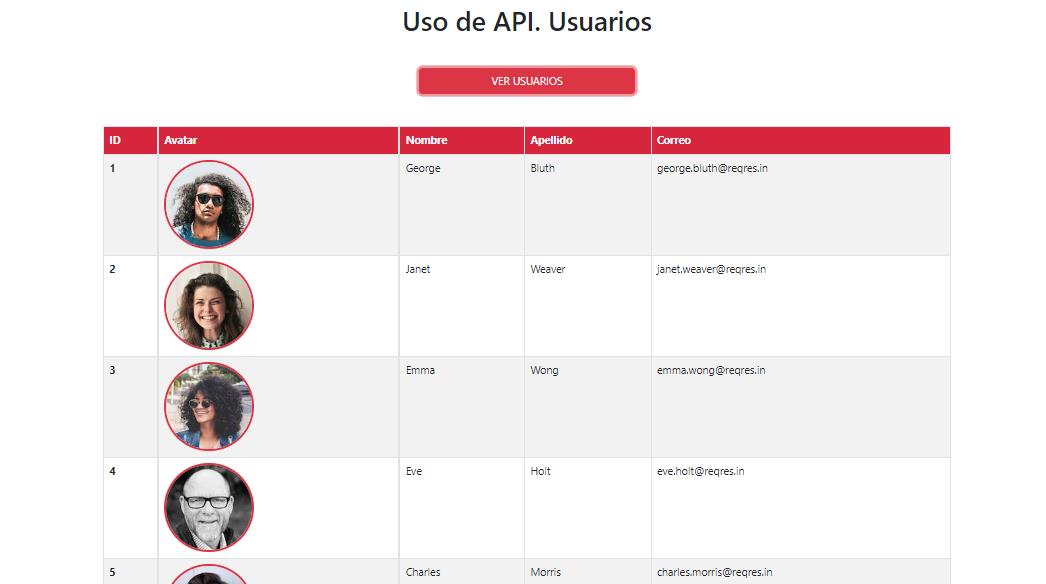 Uso de API. Usuarios
VER USUARIOS
ID Avatar Nombre Apellido Correo
1 George Bluth george.bluth@reqres.in
2 Janet Weaver janet.weaver@reqres.in
3 Emma Wong emma.wong@reqres.in
4 Eve Holt eve.holt@reqres.in
5 Charles Morris charles.morris@reqres.in